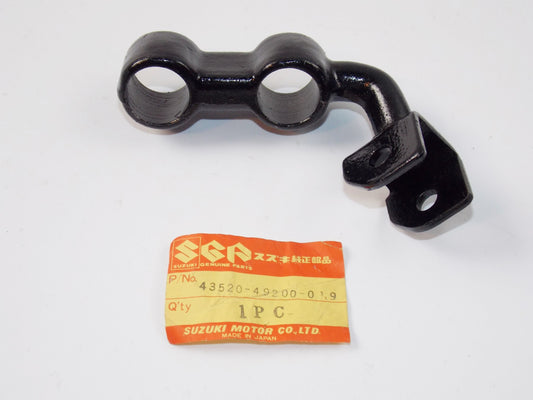 SGP スズキ純正部品
SUZUKI GENUINE PARTS
P/No. 43520-49200-019
Q'ty 1PC
SUZUKI MOTOR CO.,LTD.
MADE IN JAPAN